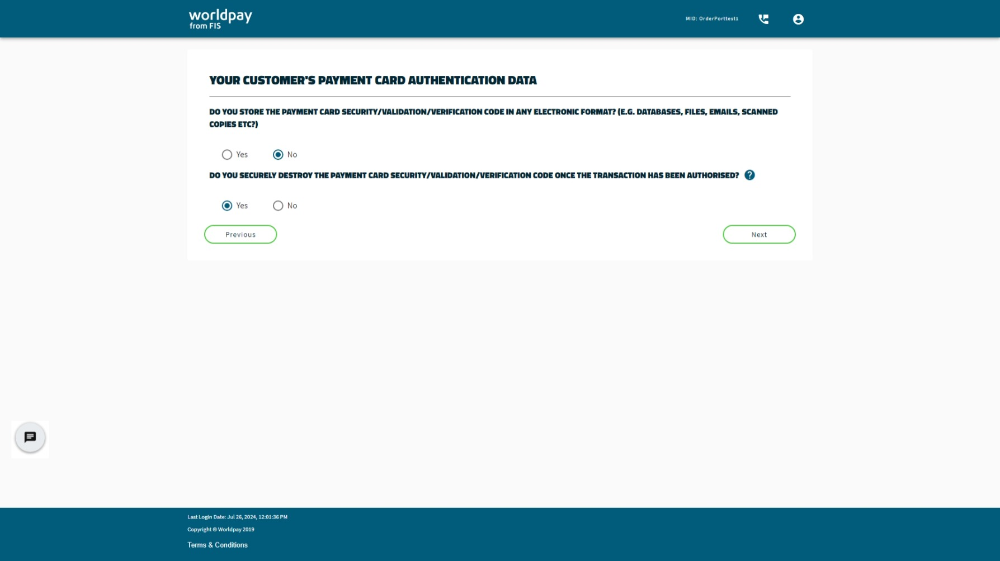 worldpay
from FIS
MID: OrderPorttest1
YOUR CUSTOMER'S PAYMENT CARD AUTHENTICATION DATA
DO YOU STORE THE PAYMENT CARD SECURITY/VALIDATION/VERIFICATION CODE IN ANY ELECTRONIC FORMAT? (E.G. DATABASES, FILES, EMAILS, SCANNED
COPIES ETC?)
Yes No
DO YOU SECURELY DESTROY THE PAYMENT CARD SECURITY/VALIDATION/VERIFICATION CODE ONCE THE TRANSACTION HAS BEEN AUTHORISED? ?
Yes No
Previous Next
Last Login Date: Jul 26, 2024, 12:01:36 PM
Copyright © Worldpay 2019
Terms & Conditions